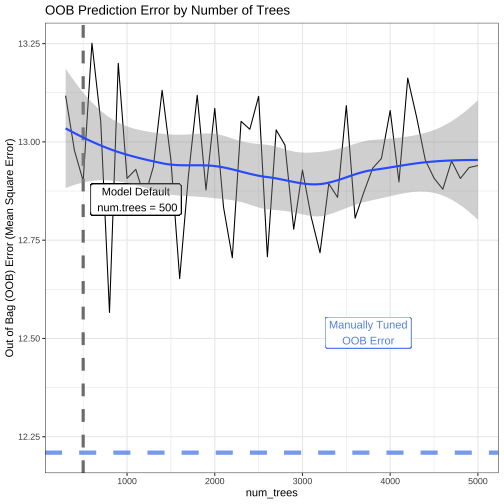 OOB Prediction Error by Number of Trees
Out of Bag (OOB) Error (Mean Square Error)
13.25
13.00
12.75
12.50
12.25
Model Default
num.trees = 500
Manually Tuned
OOB Error
1000
2000
3000
4000
5000
num_trees